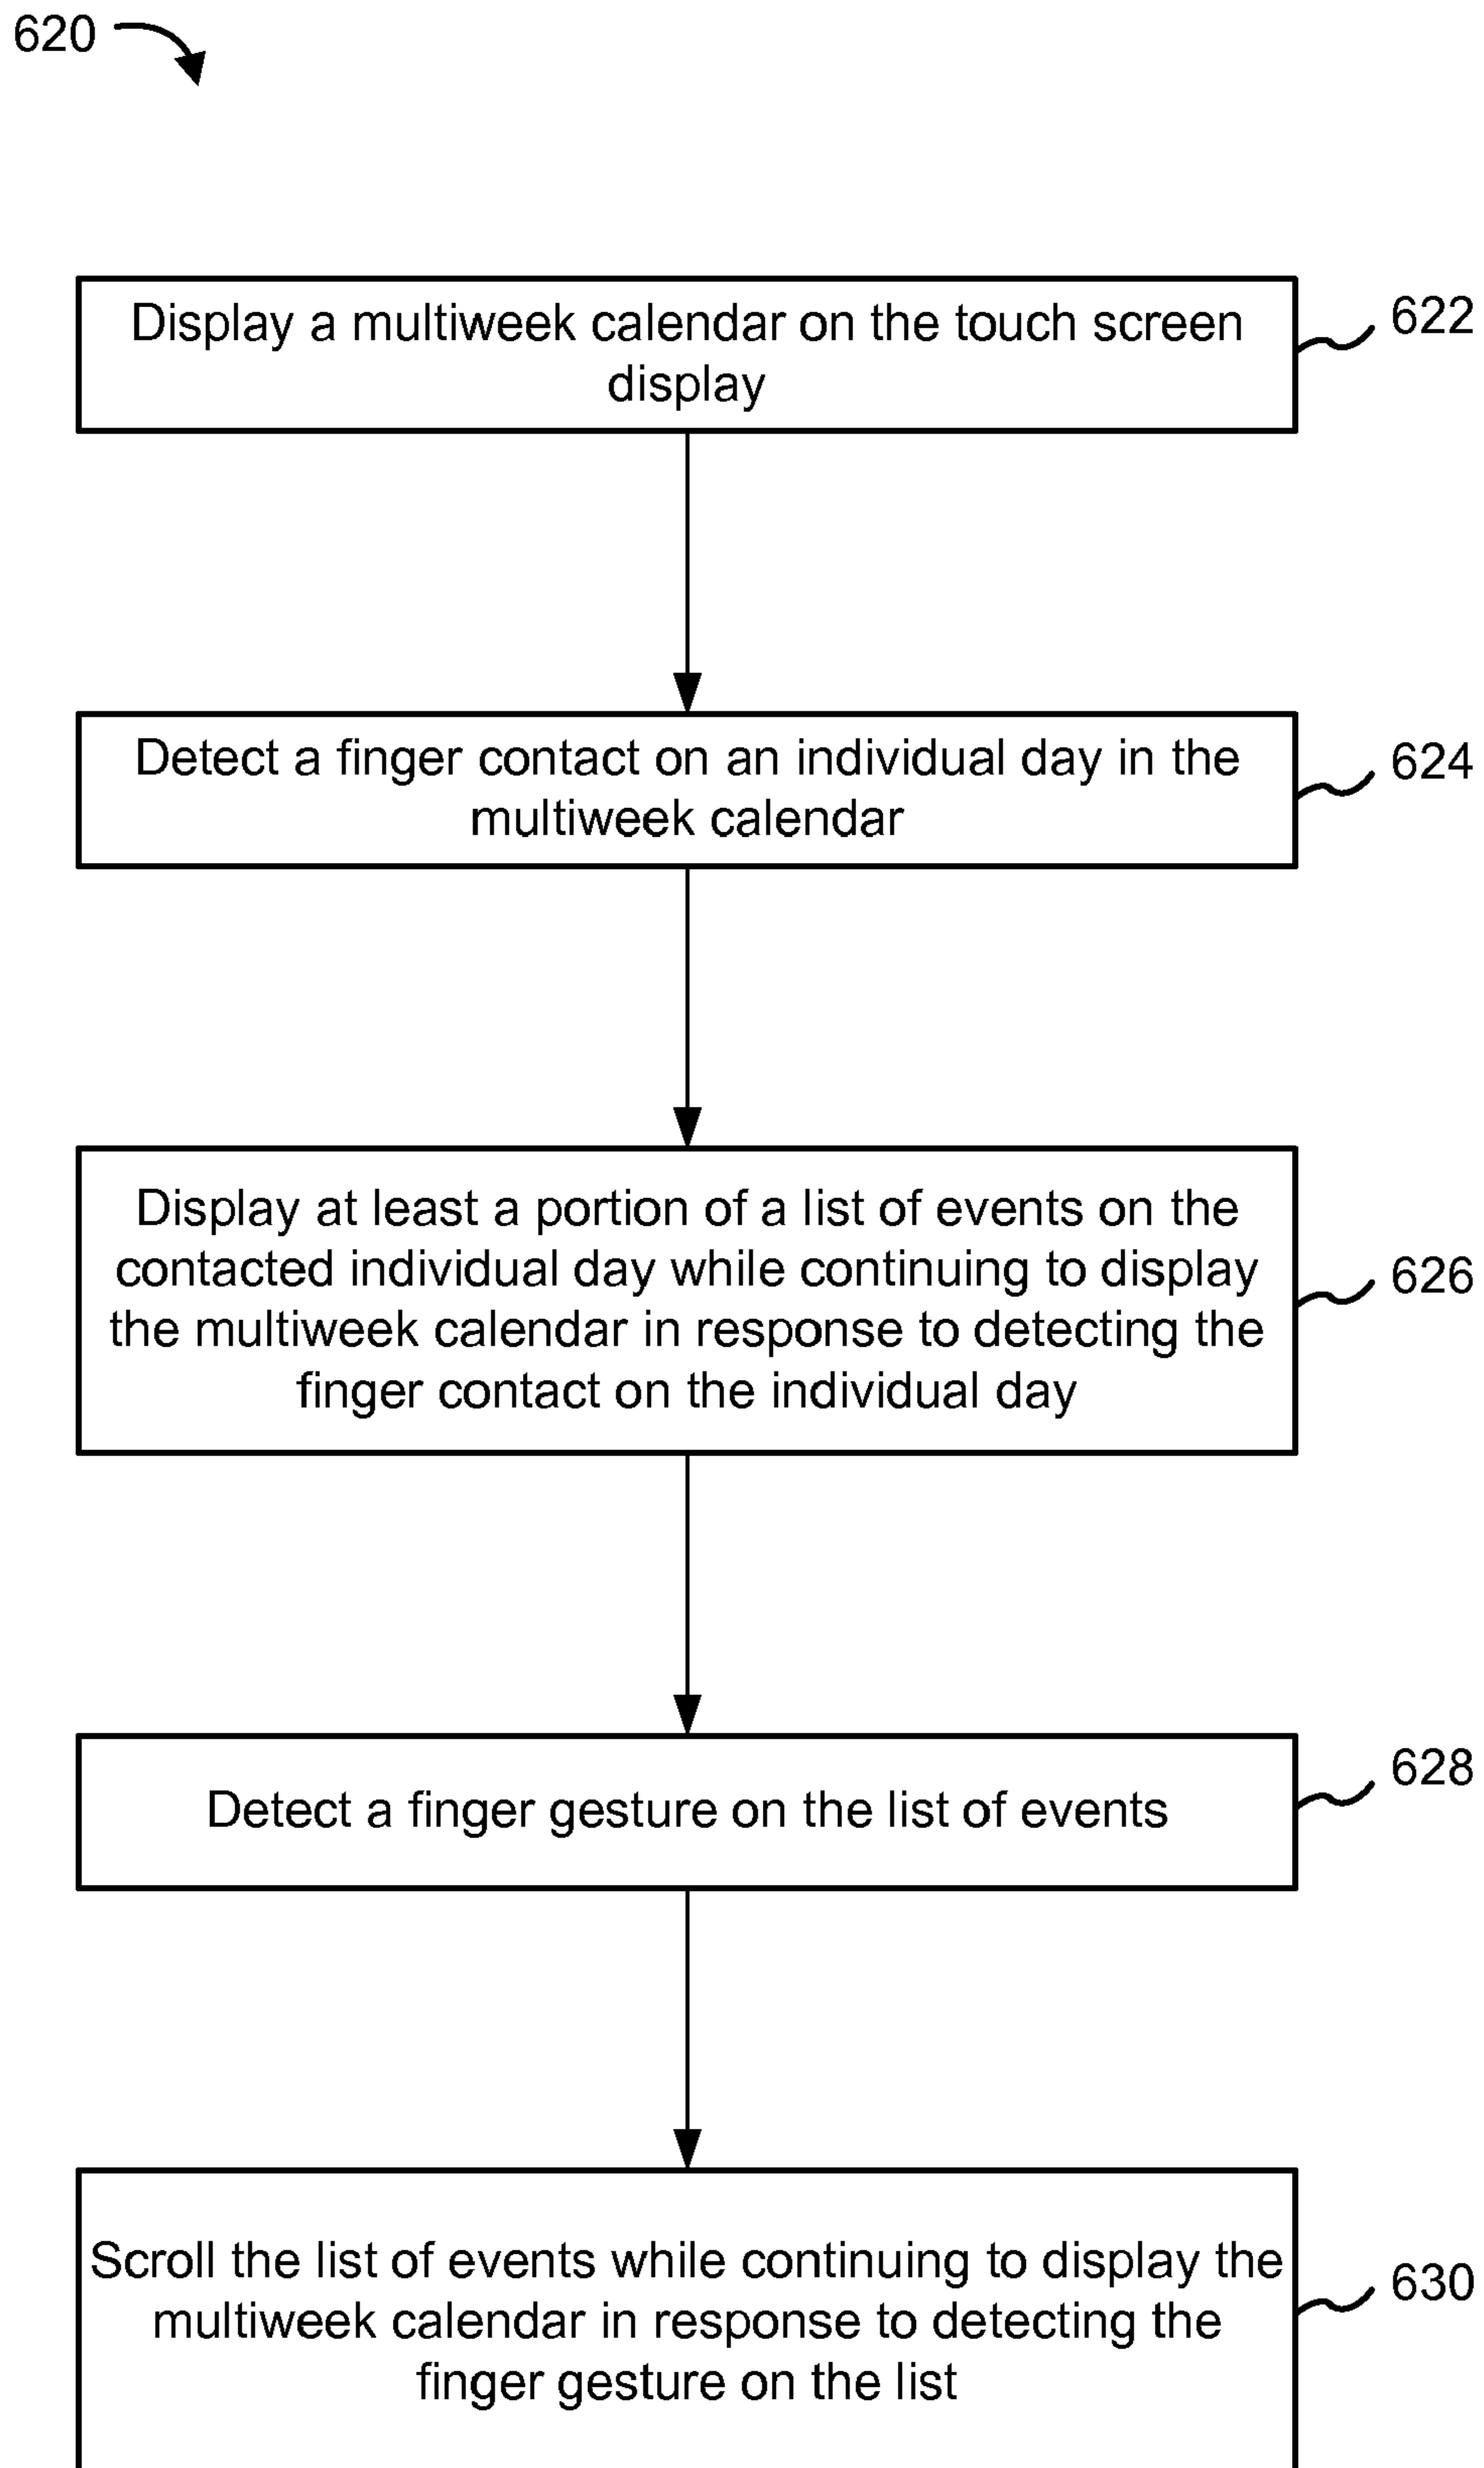 620
Display a multiweek calendar on the touch screen
display
622
Detect a finger contact on an individual day in the
multiweek calendar
624
Display at least a portion of a list of events on the
contacted individual day while continuing to display
the multiweek calendar in response to detecting the
finger contact on the individual day
626
Detect a finger gesture on the list of events
628
Scroll the list of events while continuing to display the
multiweek calendar in response to detecting the
finger gesture on the list
630